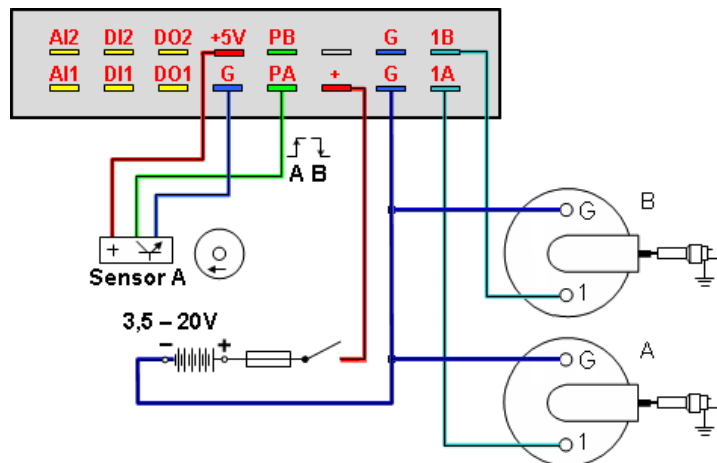 AI2 DI2 DO2 +5V PB G 1B
AI1 DI1 DO1 G PA + G 1A
A B
+
Sensor A
3,5 – 20V
– +
G B
1
G A
1